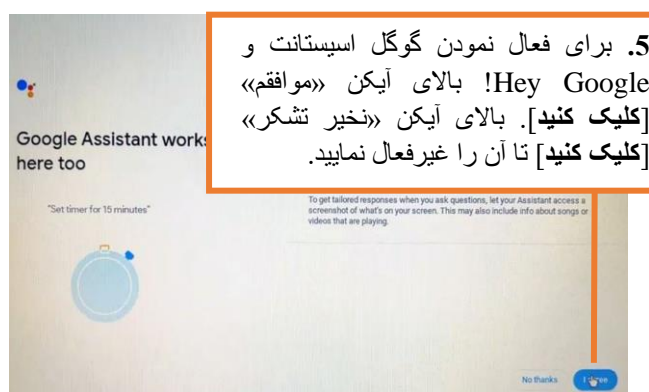 5. برای فعال نمودن گوگل اسیستانت و
Hey Google! بالای آیکن «موافقم»
[کلیک کنید]. بالای آیکن «نخیر تشکر»
[کلیک کنید] تا آن را غیرفعال نمایید.
Google Assistant works
here too
"Set timer for 15 minutes"
To get tailored responses when you ask questions, let your Assistant access a
screenshot of what's on your screen. This may also include info about songs or
videos that are playing.
No thanks
I agree